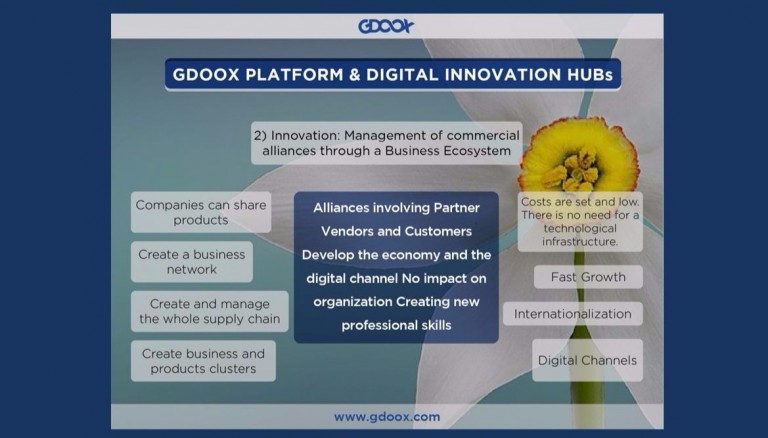 GDOOX
GDOOX PLATFORM & DIGITAL INNOVATION HUBs
2) Innovation: Management of commercial
alliances through a Business Ecosystem
Companies can share
products
Create a business
network
Create and manage
the whole supply chain
Create business and
products clusters
Alliances involving Partner
Vendors and Customers
Develop the economy and the
digital channel No impact on
organization Creating new
professional skills
Costs are set and low.
There is no need for a
technological
infrastructure.
Fast Growth
Internationalization
Digital Channels
www.gdoox.com